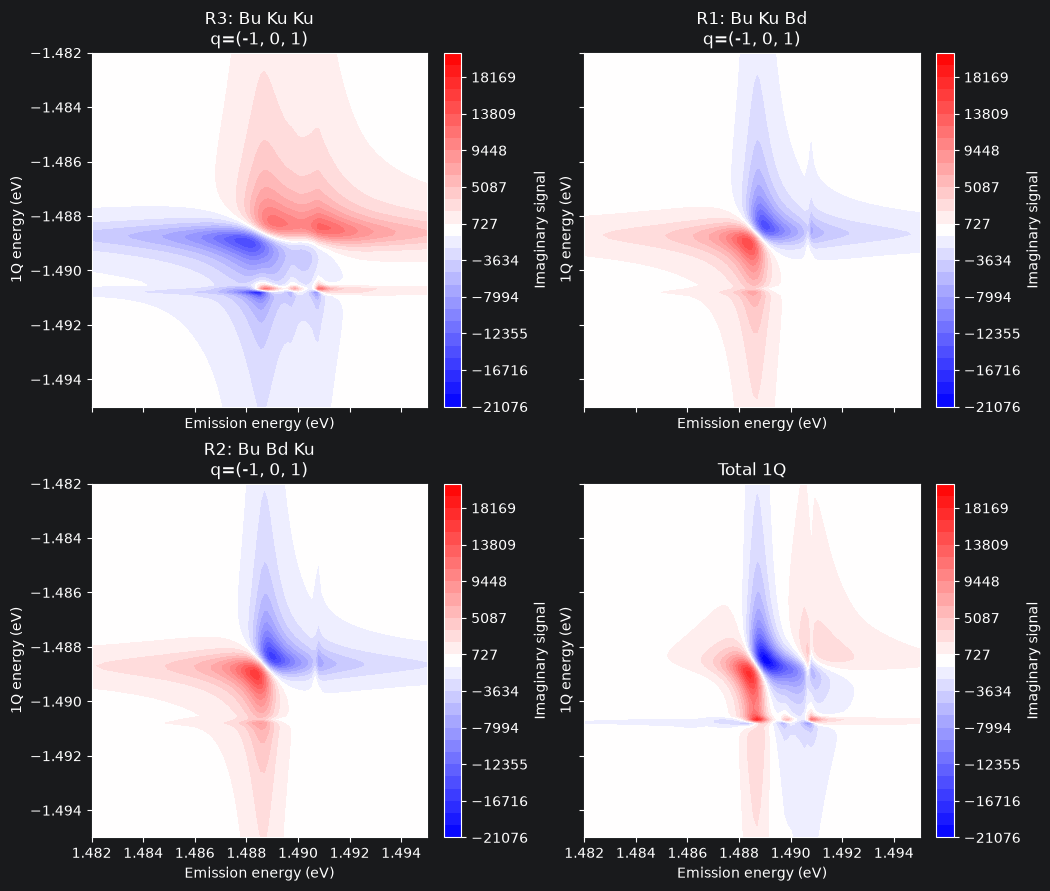 R3: Bu Ku Ku
q=(-1, 0, 1)
−1.482
−1.484
−1.486
−1.488
−1.490
−1.492
−1.494
1Q energy (eV)
Emission energy (eV)
18169
13809
9448
5087
727
−3634
−7994
−12355
−16716
−21076
Imaginary signal
R1: Bu Ku Bd
q=(-1, 0, 1)
1Q energy (eV)
Emission energy (eV)
18169
13809
9448
5087
727
−3634
−7994
−12355
−16716
−21076
Imaginary signal
R2: Bu Bd Ku
q=(-1, 0, 1)
−1.482
−1.484
−1.486
−1.488
−1.490
−1.492
−1.494
1Q energy (eV)
1.482 1.484 1.486 1.488 1.490 1.492 1.494
Emission energy (eV)
18169
13809
9448
5087
727
−3634
−7994
−12355
−16716
−21076
Imaginary signal
Total 1Q
1Q energy (eV)
1.482 1.484 1.486 1.488 1.490 1.492 1.494
Emission energy (eV)
18169
13809
9448
5087
727
−3634
−7994
−12355
−16716
−21076
Imaginary signal